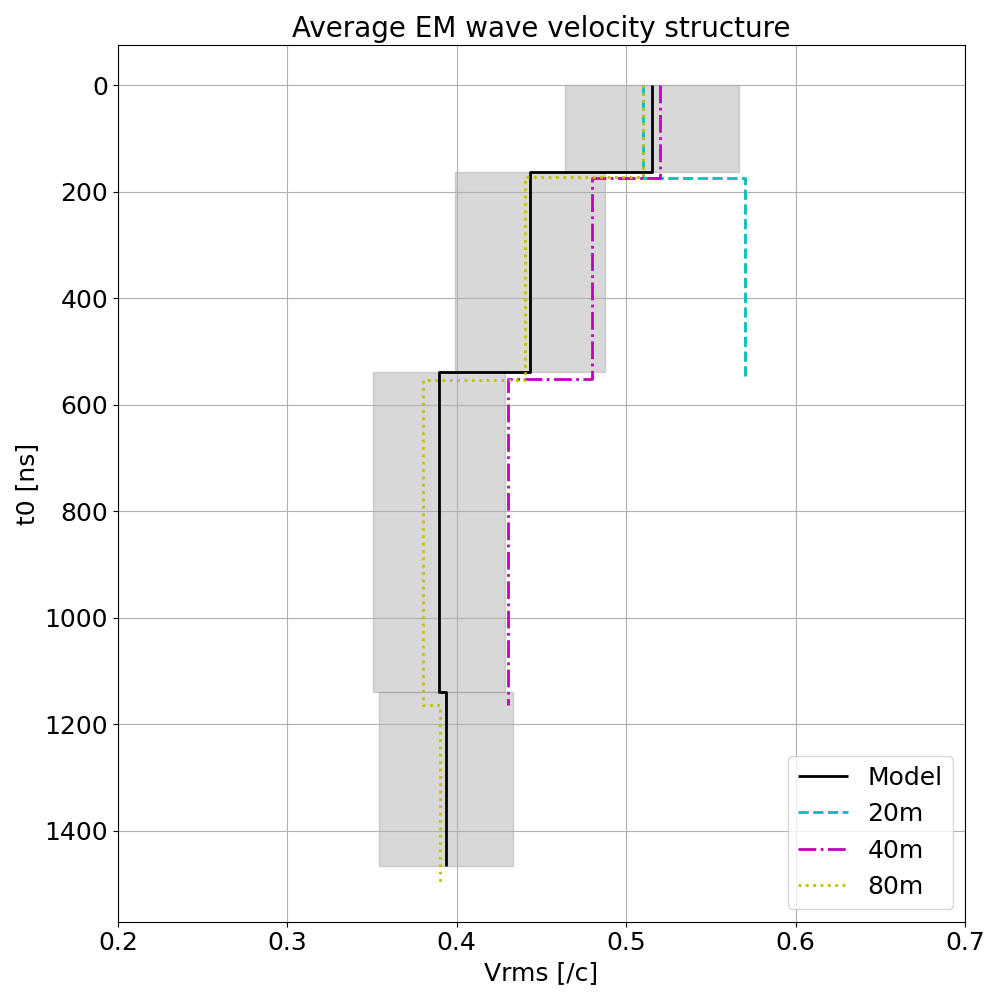 Average EM wave velocity structure
0
200
400
600
800
1000
1200
1400
t0 [ns]
0.2 0.3 0.4 0.5 0.6 0.7
Vrms [/c]
Model
20m
40m
80m